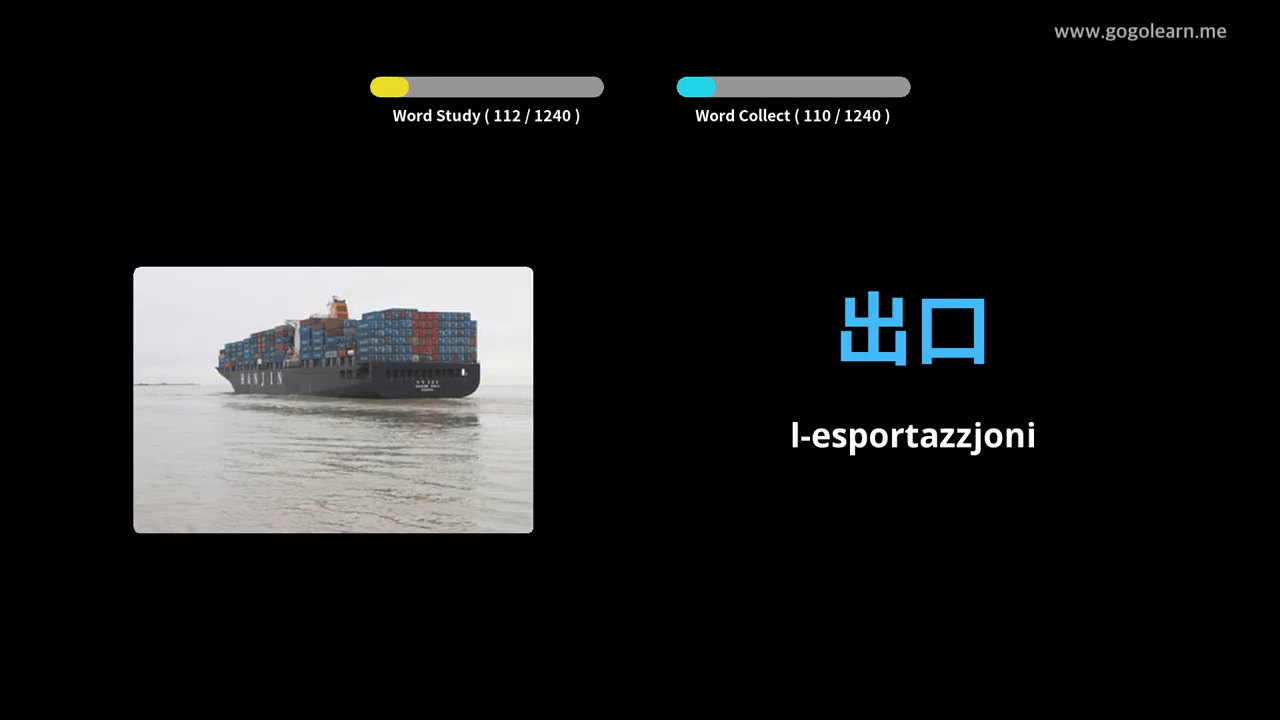 www.gogolearn.me
Word Study ( 112 / 1240 )
Word Collect ( 110 / 1240 )
出口
l-esportazzjoni
HANJIN